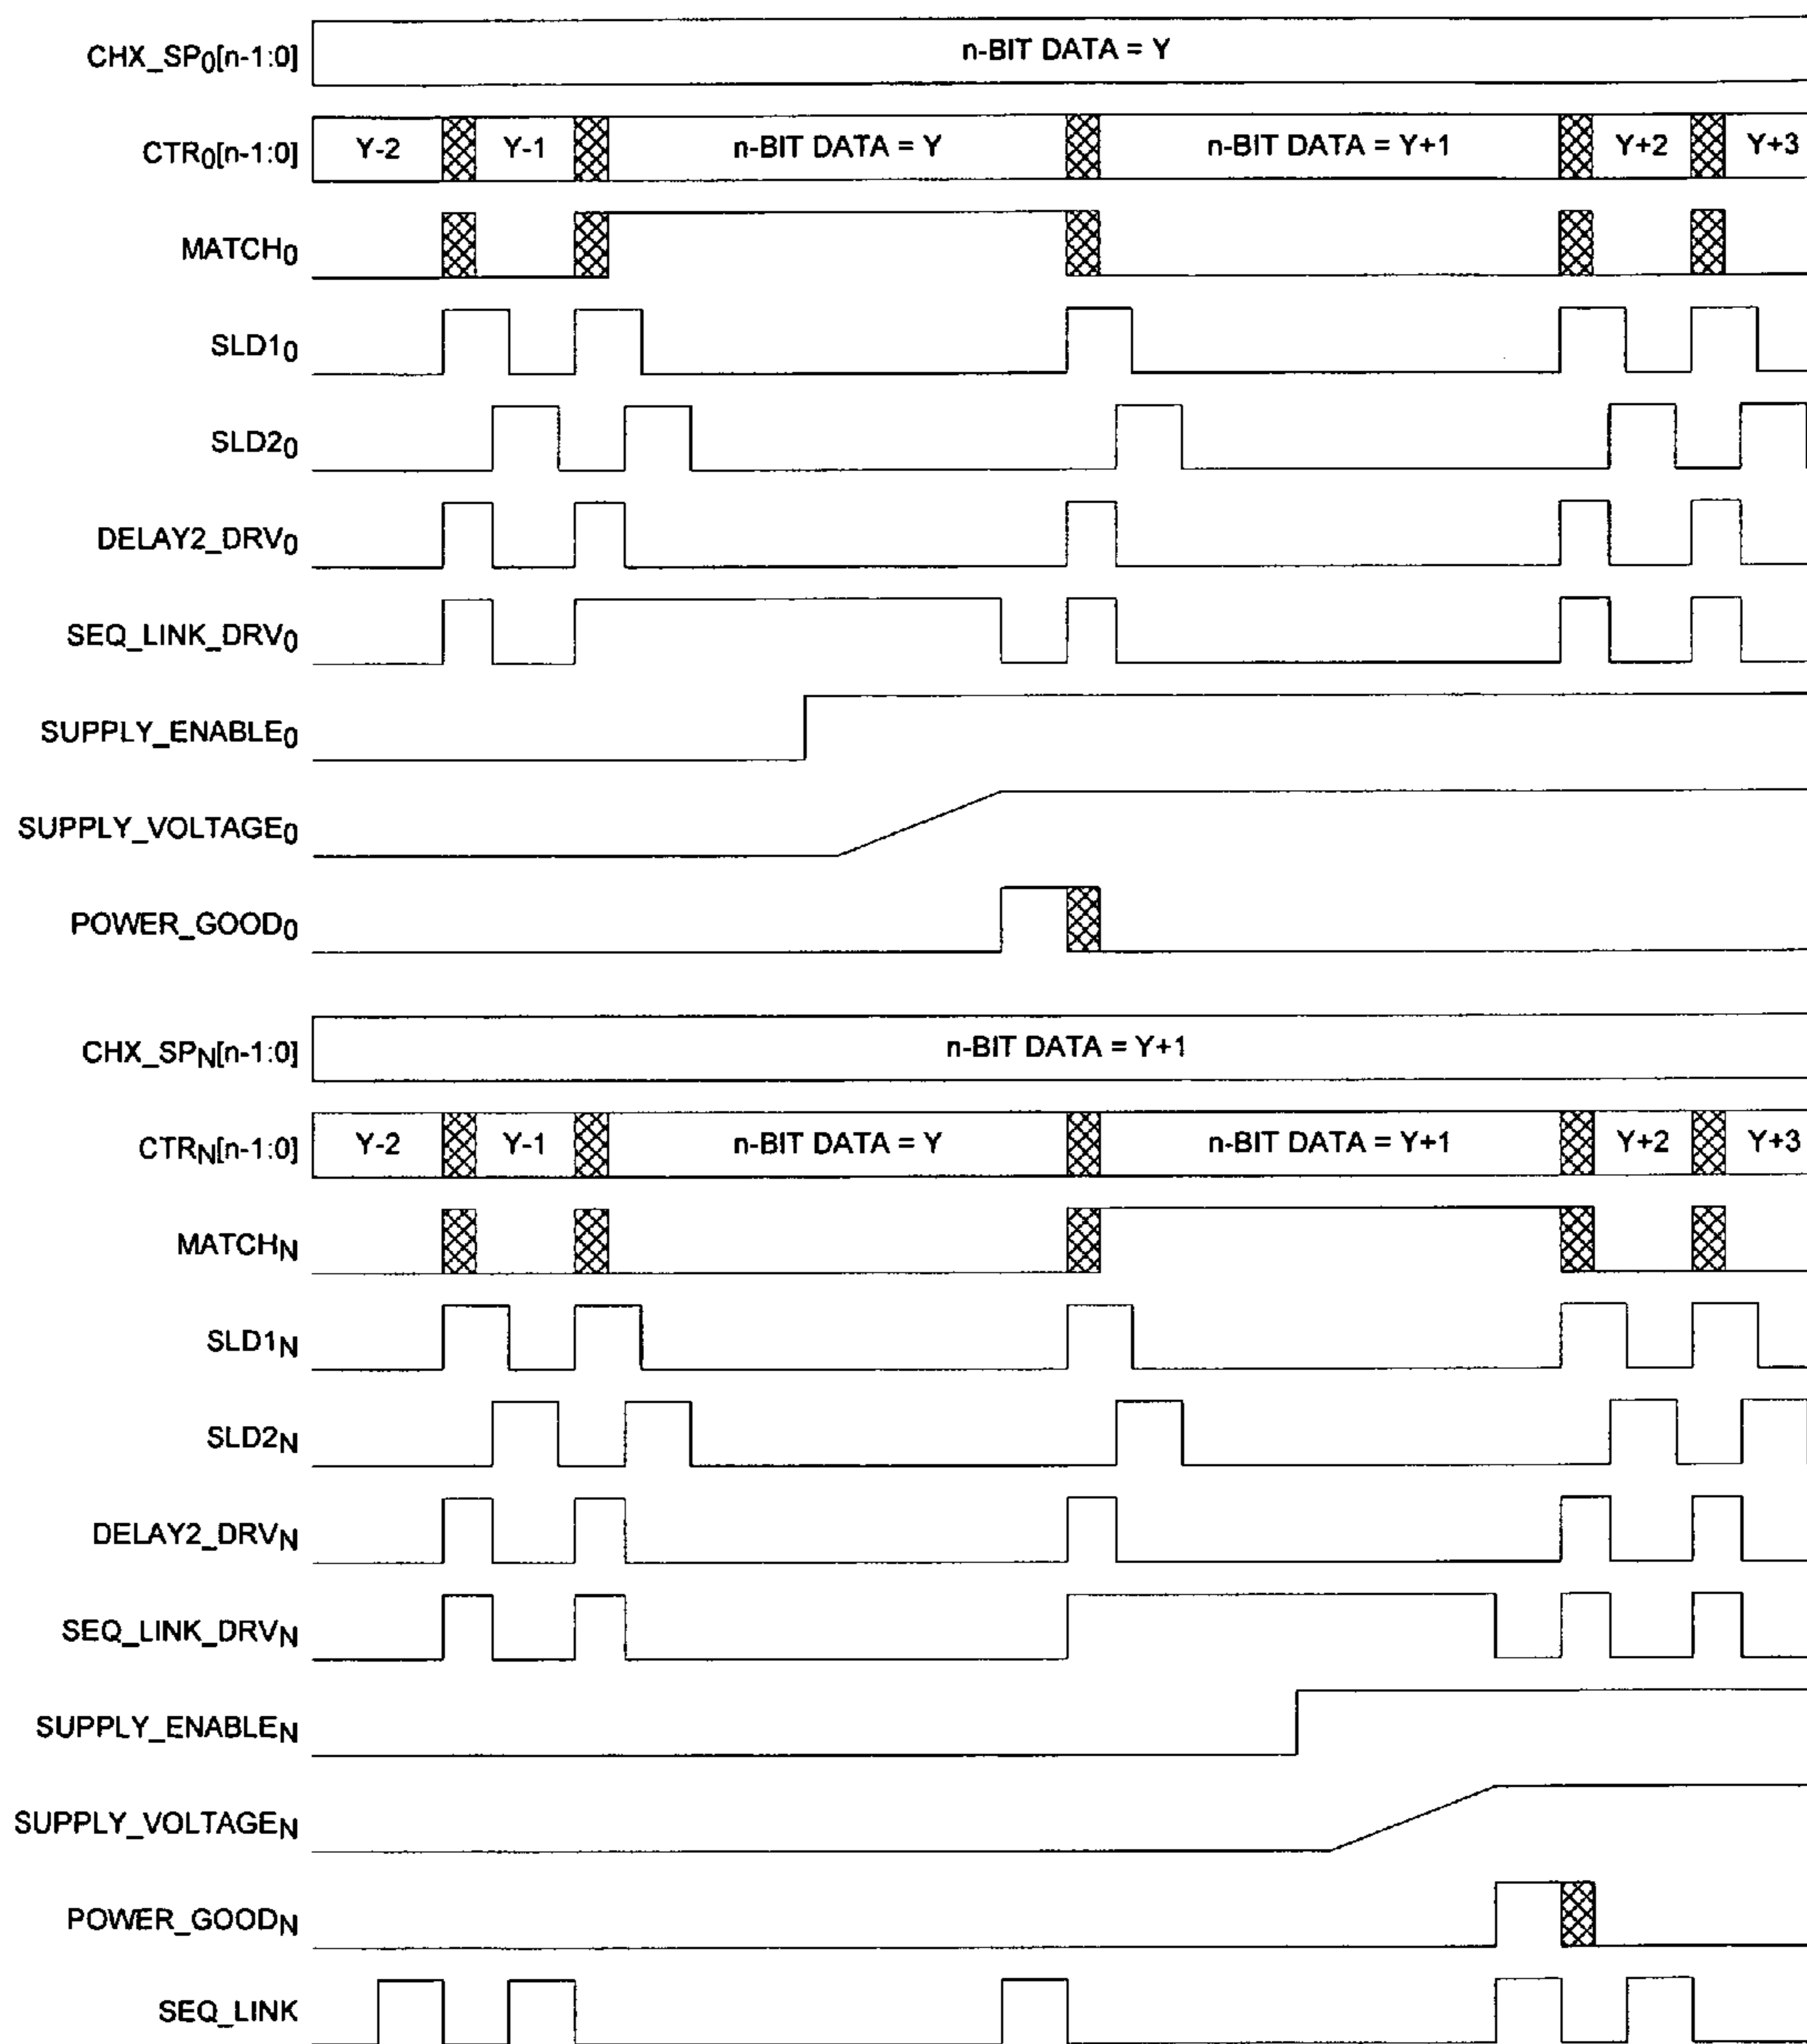 CHX_SP0[n-1:0] n-BIT DATA = Y
CTR0[n-1:0] Y-2 Y-1 n-BIT DATA = Y n-BIT DATA = Y+1 Y+2 Y+3
MATCH0
SLD10
SLD20
DELAY2_DRV0
SEQ_LINK_DRV0
SUPPLY_ENABLE0
SUPPLY_VOLTAGE0
POWER_GOOD0
CHX_SPN[n-1:0] n-BIT DATA = Y+1
CTRN[n-1:0] Y-2 Y-1 n-BIT DATA = Y n-BIT DATA = Y+1 Y+2 Y+3
MATCHN
SLD1N
SLD2N
DELAY2_DRVN
SEQ_LINK_DRVN
SUPPLY_ENABLEN
SUPPLY_VOLTAGEN
POWER_GOODN
SEQ_LINK